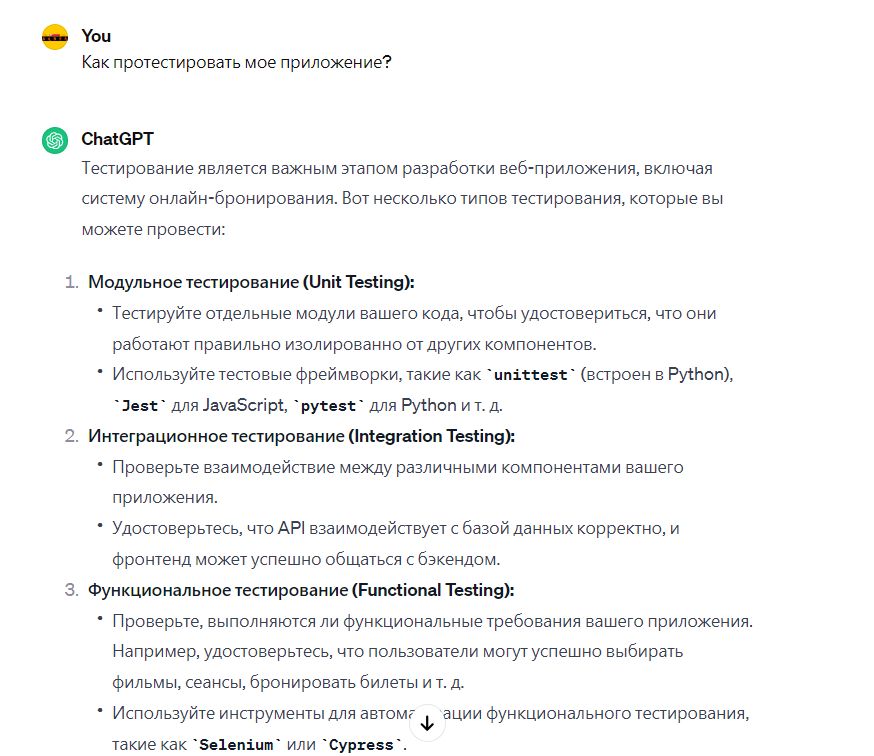 You
Как протестировать мое приложение?
ChatGPT
Тестирование является важным этапом разработки веб-приложения, включая
систему онлайн-бронирования. Вот несколько типов тестирования, которые вы
можете провести:
1. Модульное тестирование (Unit Testing):
• Тестируйте отдельные модули вашего кода, чтобы удостовериться, что они
работают правильно изолированно от других компонентов.
• Используйте тестовые фреймворки, такие как `unittest` (встроен в Python),
`Jest` для JavaScript, `pytest` для Python и т. д.
2. Интеграционное тестирование (Integration Testing):
• Проверьте взаимодействие между различными компонентами вашего
приложения.
• Удостоверьтесь, что API взаимодействует с базой данных корректно, и
фронтенд может успешно общаться с бэкендом.
3. Функциональное тестирование (Functional Testing):
• Проверьте, выполняются ли функциональные требования вашего приложения.
Например, удостоверьтесь, что пользователи могут успешно выбирать
фильмы, сеансы, бронировать билеты и т. д.
• Используйте инструменты для функционального тестирования,
такие как `Selenium` или `Cypress`.